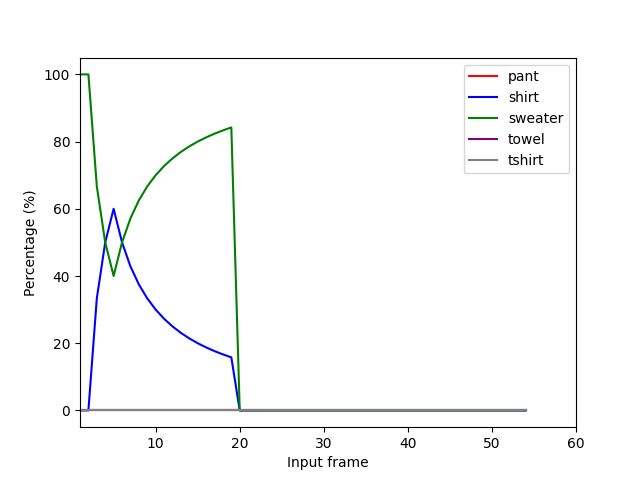 100
80
60
40
20
0
Percentage (%)
10 20 30 40 50 60
Input frame
pant
shirt
sweater
towel
tshirt